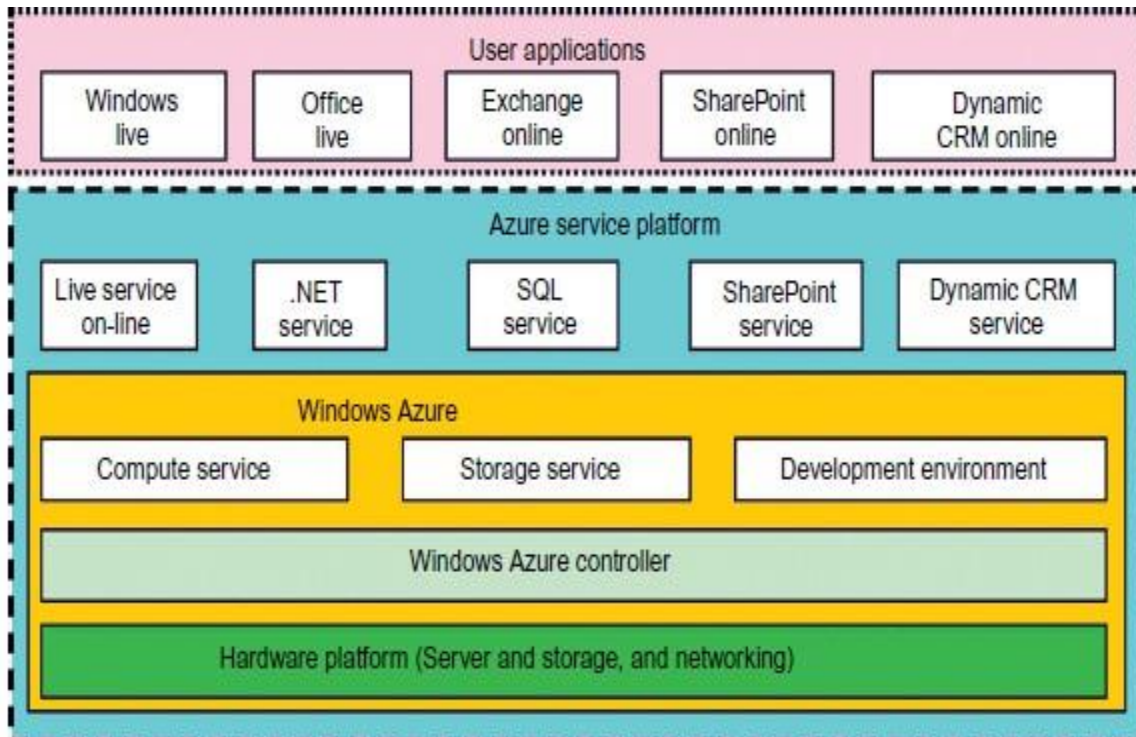 User applications
Windows
live
Office
live
Exchange
online
SharePoint
online
Dynamic
CRM online
Azure service platform
Live service
on-line
.NET
service
SQL
service
SharePoint
service
Dynamic CRM
service
Windows Azure
Compute service
Storage service
Development environment
Windows Azure controller
Hardware platform (Server and storage, and networking)